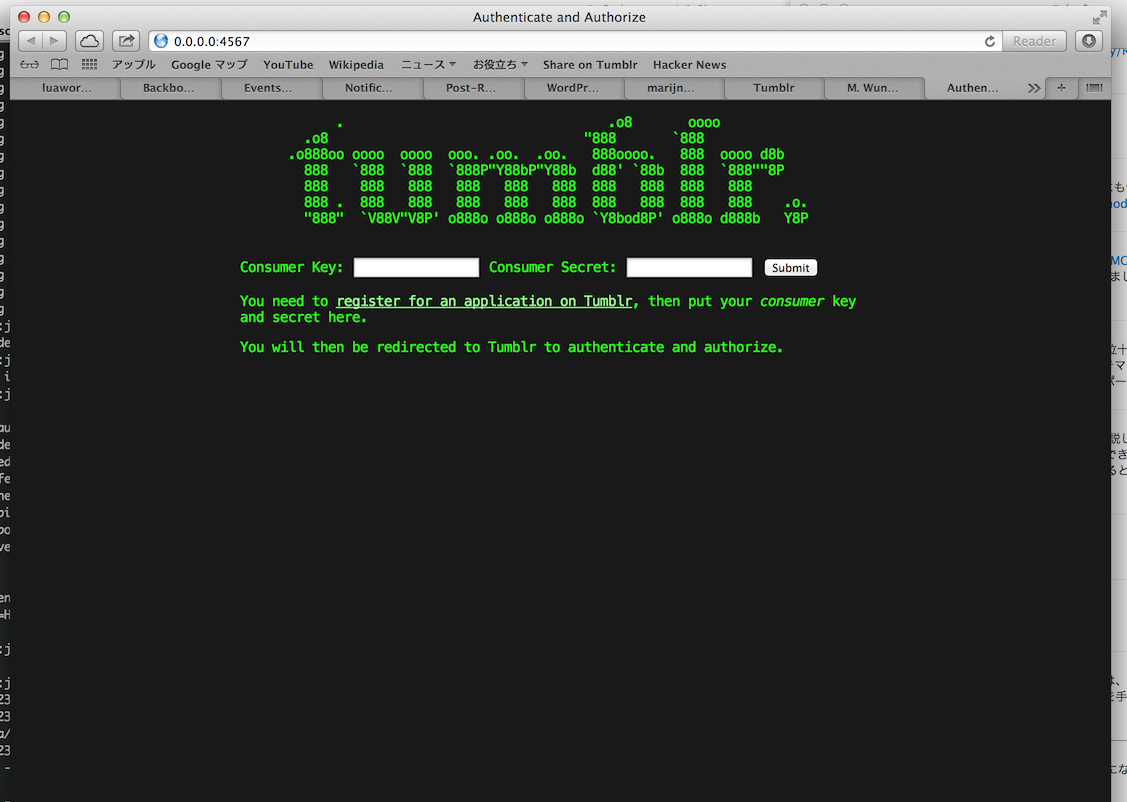 Authenticate and Authorize
0.0.0.0:4567
Reader
アップル Google マップ YouTube Wikipedia ニュース お役立ち Share on Tumblr Hacker News
luawor... Backbo... Events... Notific... Post-R... WordPr... marijn... Tumblr M. Wun... Authen...
. .o8 oooo
.o8 "888 `888
.o888oo oooo oooo ooo. .oo. .oo. 888oooo. 888 oooo d8b
888 `888 `888 `888P"Y88bP"Y88b d88' `88b 888 `888""8P
888 888 888 888 888 888 888 888 888 888
888 . 888 888 888 888 888 888 888 888 888 .o.
"888" `V88V"V8P' o888o o888o o888o `Y8bod8P' o888o d888b Y8P
Consumer Key: Consumer Secret: Submit
You need to register for an application on Tumblr, then put your consumer key
and secret here.
You will then be redirected to Tumblr to authenticate and authorize.